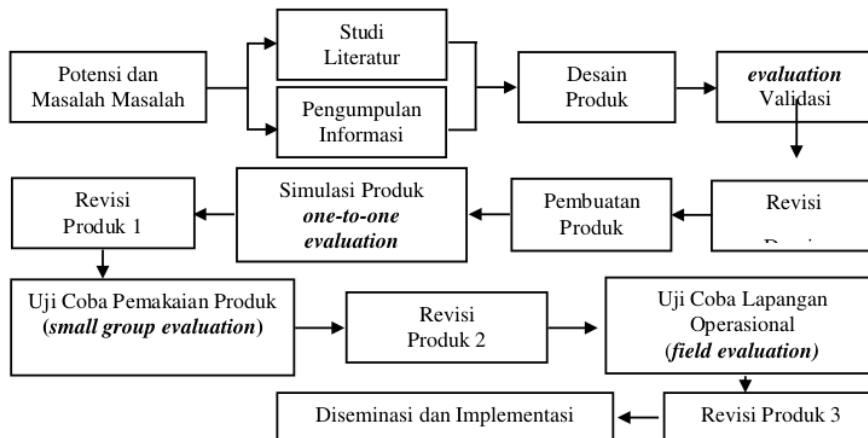 Potensi dan
Masalah Masalah
Studi
Literatur
Pengumpulan
Informasi
Desain
Produk
evaluation
Validasi
Revisi
Pembuatan
Produk
Simulasi Produk
one-to-one
evaluation
Revisi
Produk 1
Uji Coba Pemakaian Produk
(small group evaluation)
Revisi
Produk 2
Uji Coba Lapangan
Operasional
(field evaluation)
Revisi Produk 3
Diseminasi dan Implementasi